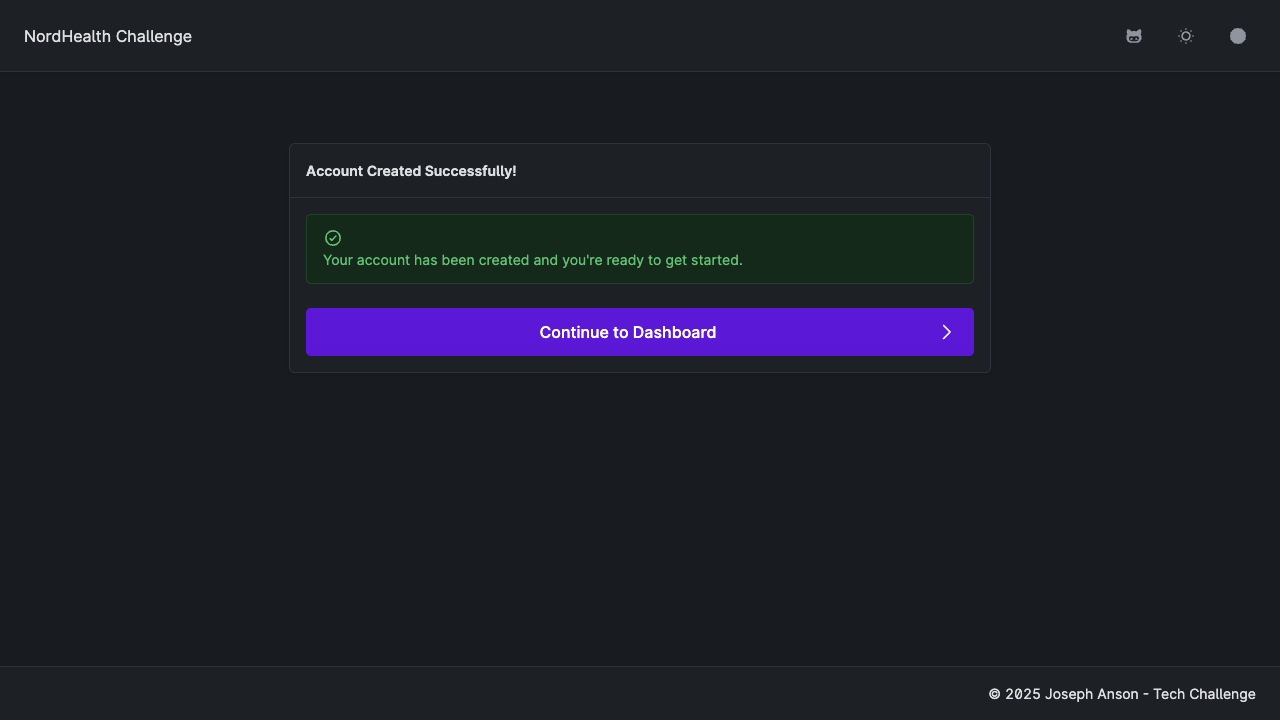 NordHealth Challenge
Account Created Successfully!
Your account has been created and you're ready to get started.
Continue to Dashboard
© 2025 Joseph Anson - Tech Challenge